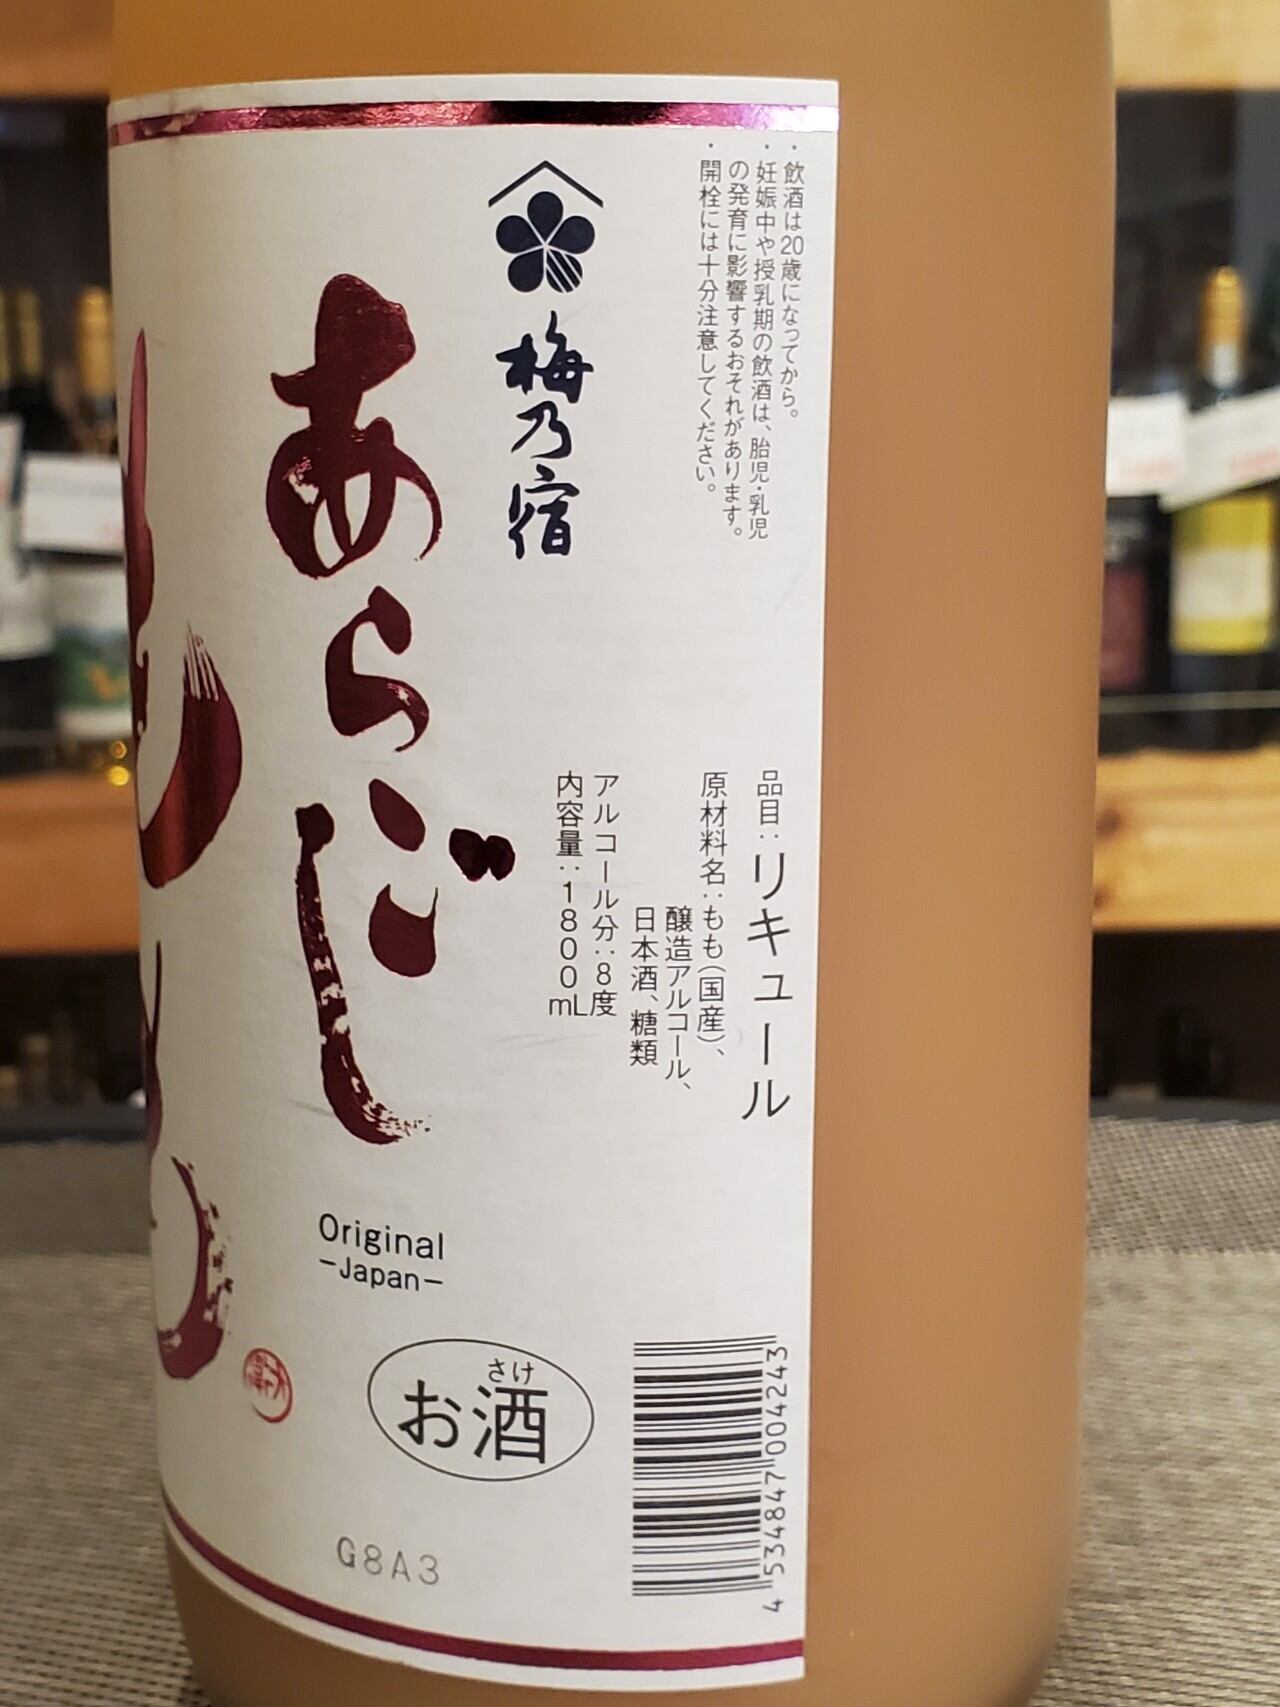 ・飲酒は20歳になってから。
・妊娠中や授乳期の飲酒は、胎児・乳児
の発育に影響するおそれがあります。
・開栓には十分注意してください。
品目：リキュール
原材料名：もも（国産）、
醸造アルコール、
日本酒、糖類
アルコール分：8度
内容量：1800mL
梅乃宿
あらごし
Original
－Japan－
さけ
お酒
4 534847 004243
G8A3